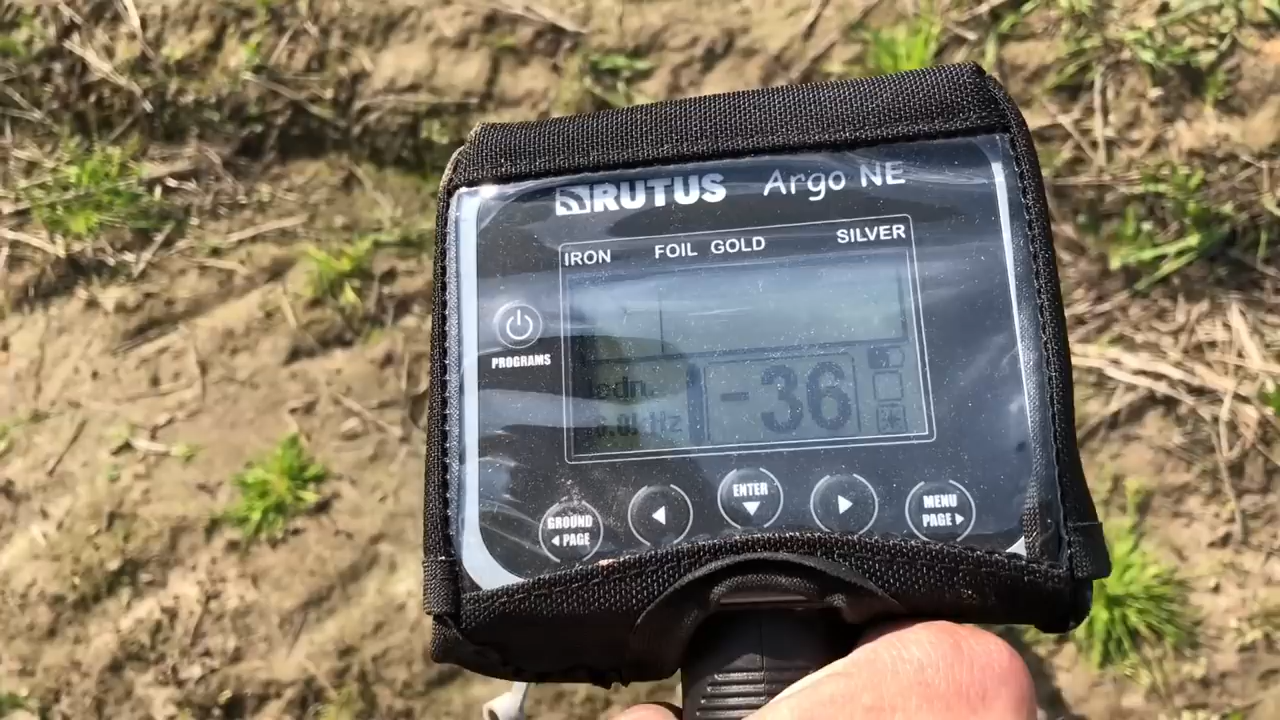 RUTUS Argo NE
IRON FOIL GOLD SILVER
PROGRAMS
-36
GROUND
◄ PAGE
◄
ENTER
▼
►
MENU
PAGE ►